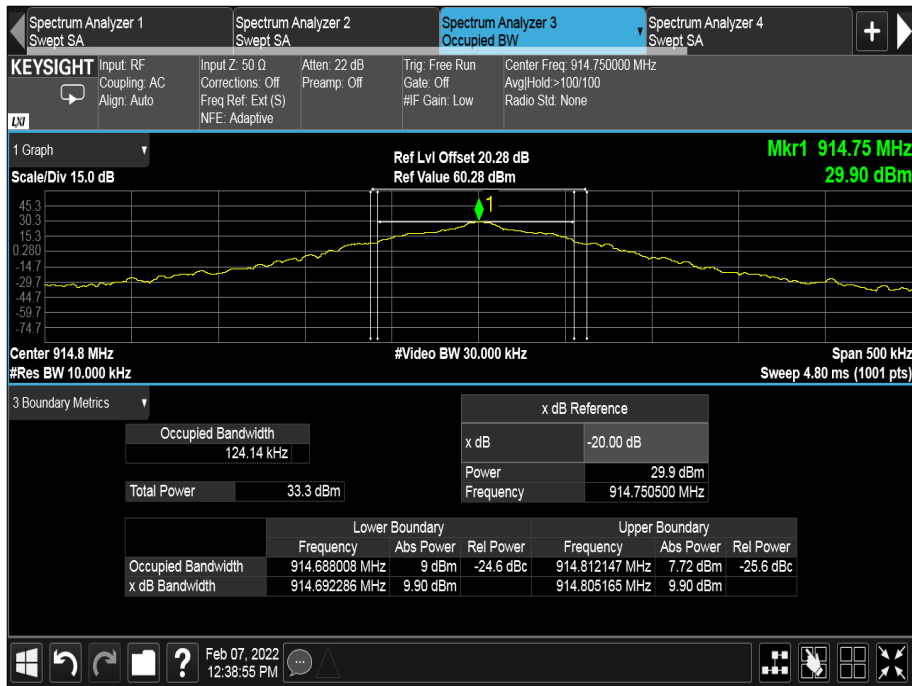 Spectrum Analyzer 1
Swept SA
Spectrum Analyzer 2
Swept SA
Spectrum Analyzer 3
Occupied BW
Spectrum Analyzer 4
Swept SA
+
KEYSIGHT
LXI
Input: RF
Coupling: AC
Align: Auto
Input Z: 50 Ω
Corrections: Off
Freq Ref: Ext (S)
NFE: Adaptive
Atten: 22 dB
Preamp: Off
Trig: Free Run
Gate: Off
#IF Gain: Low
Center Freq: 914.750000 MHz
Avg|Hold:>100/100
Radio Std: None
1 Graph
Scale/Div 15.0 dB
Ref Lvl Offset 20.28 dB
Ref Value 60.28 dBm
Mkr1 914.75 MHz
29.90 dBm
1
45.3
30.3
15.3
0.280
-14.7
-29.7
-44.7
-59.7
-74.7
Center 914.8 MHz
#Video BW 30.000 kHz
Span 500 kHz
#Res BW 10.000 kHz
Sweep 4.80 ms (1001 pts)
3 Boundary Metrics
Occupied Bandwidth
124.14 kHz
Total Power 33.3 dBm
x dB Reference
x dB -20.00 dB
Power 29.9 dBm
Frequency 914.750500 MHz
Lower Boundary Upper Boundary
Frequency Abs Power Rel Power Frequency Abs Power Rel Power
Occupied Bandwidth 914.688008 MHz 9 dBm -24.6 dBc 914.812147 MHz 7.72 dBm -25.6 dBc
x dB Bandwidth 914.692286 MHz 9.90 dBm 914.805165 MHz 9.90 dBm
?
Feb 07, 2022
12:38:55 PM